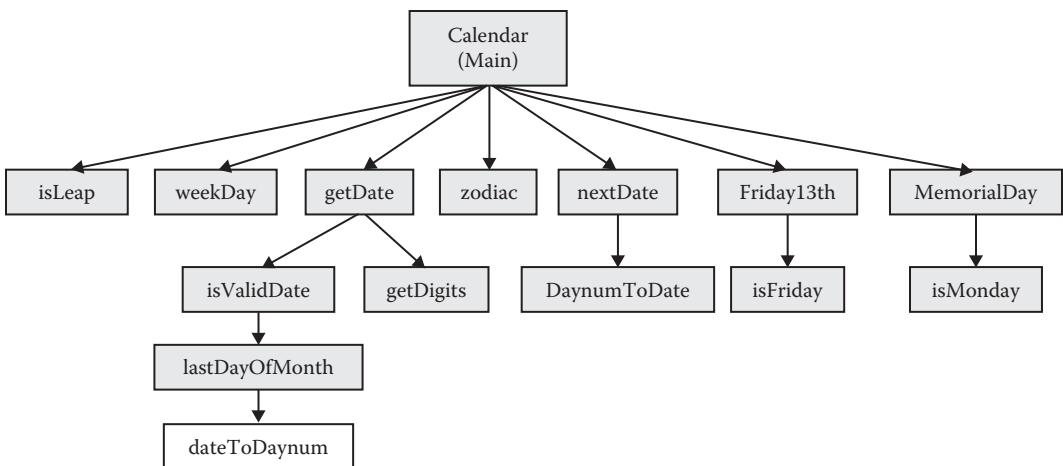 Calendar
(Main)
isLeap
weekDay
getDate
zodiac
nextDate
Friday13th
MemorialDay
isValidDate
getDigits
DaynumToDate
isFriday
isMonday
lastDayOfMonth
dateToDaynum